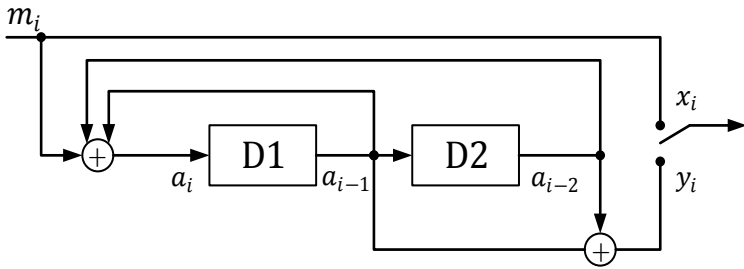 m_i
x_i
+
D1
D2
a_i
a_{i−1}
a_{i−2}
y_i
+